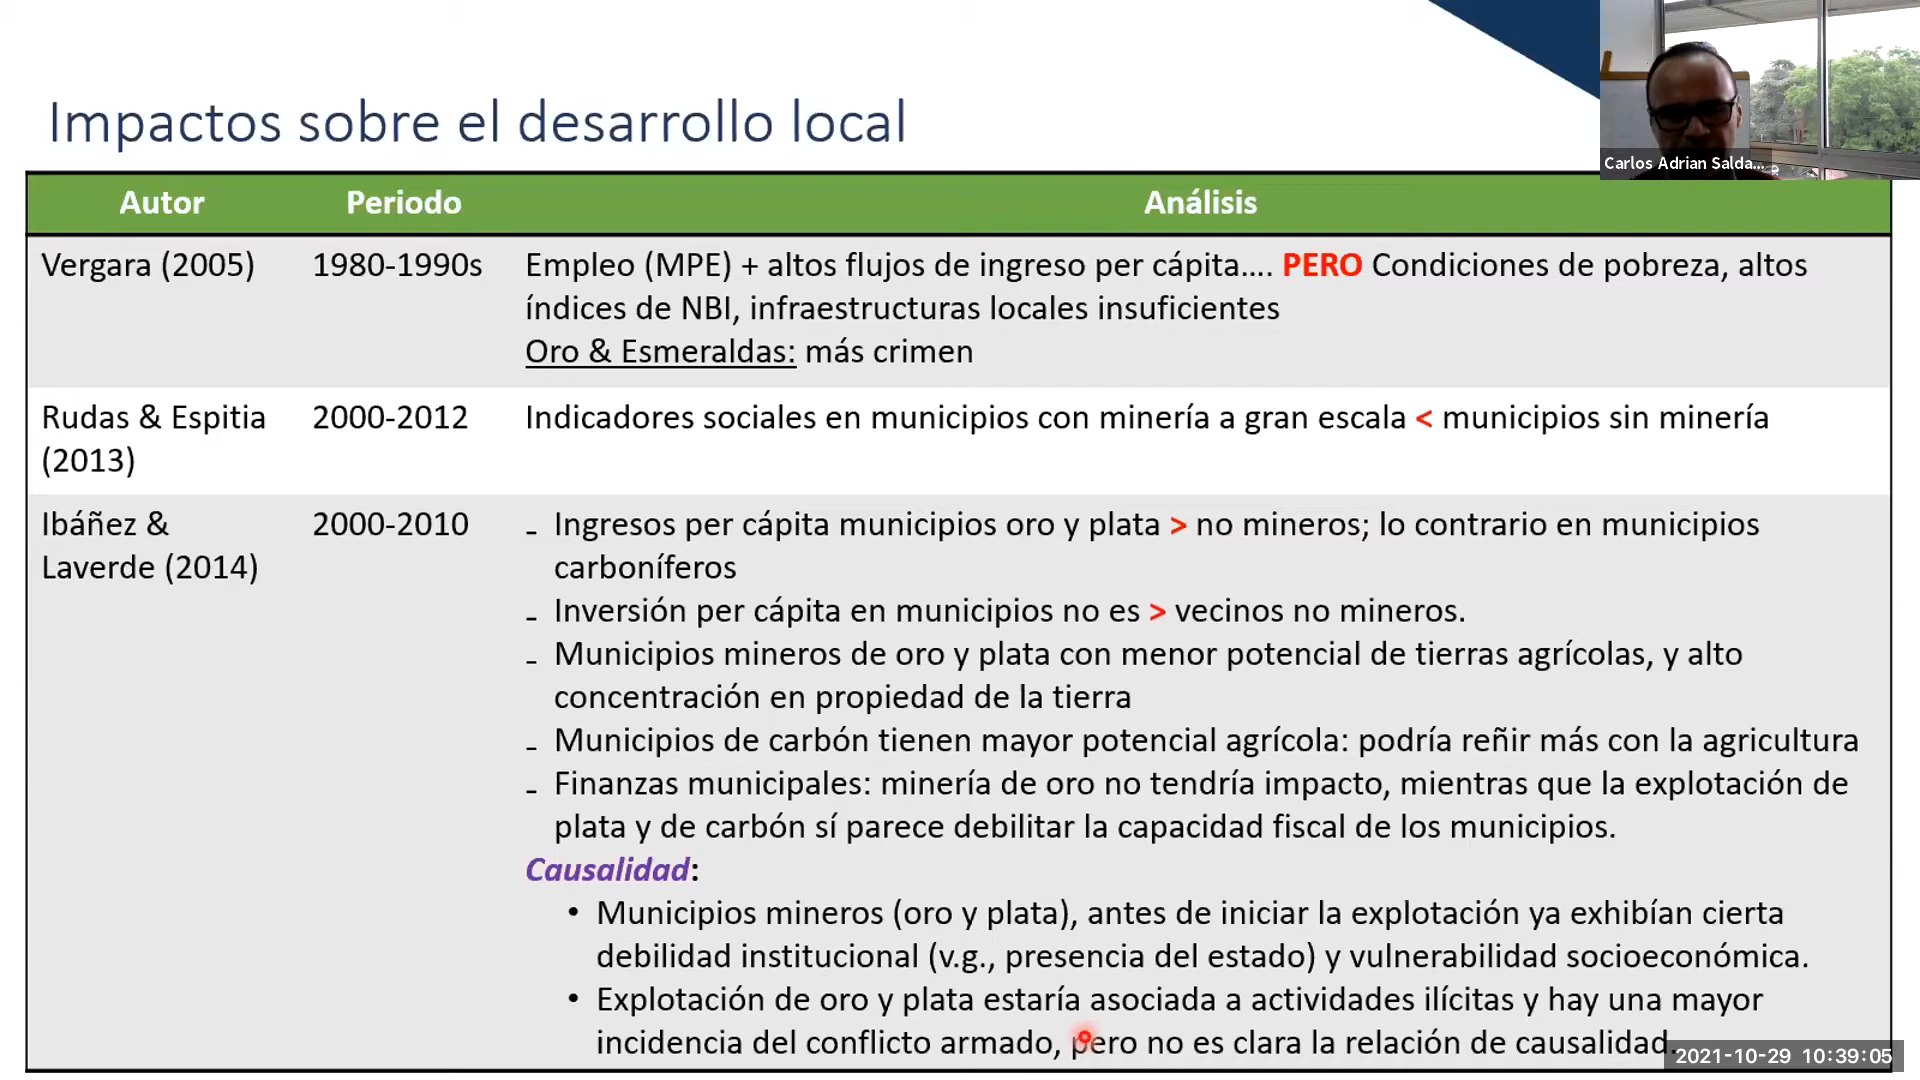 Impactos sobre el desarrollo local
Carlos Adrian Salda...
Autor Periodo Análisis
Vergara (2005) 1980-1990s Empleo (MPE) + altos flujos de ingreso per cápita.... PERO Condiciones de pobreza, altos
índices de NBI, infraestructuras locales insuficientes
Oro & Esmeraldas: más crimen
Rudas & Espitia 2000-2012 Indicadores sociales en municipios con minería a gran escala < municipios sin minería
(2013)
Ibáñez & 2000-2010 - Ingresos per cápita municipios oro y plata > no mineros; lo contrario en municipios
Laverde (2014) carboníferos
- Inversión per cápita en municipios no es > vecinos no mineros.
- Municipios mineros de oro y plata con menor potencial de tierras agrícolas, y alto
concentración en propiedad de la tierra
- Municipios de carbón tienen mayor potencial agrícola: podría reñir más con la agricultura
- Finanzas municipales: minería de oro no tendría impacto, mientras que la explotación de
plata y de carbón sí parece debilitar la capacidad fiscal de los municipios.
Causalidad:
• Municipios mineros (oro y plata), antes de iniciar la explotación ya exhibían cierta
debilidad institucional (v.g., presencia del estado) y vulnerabilidad socioeconómica.
• Explotación de oro y plata estaría asociada a actividades ilícitas y hay una mayor
incidencia del conflicto armado, pero no es clara la relación de causalidad.
2021-10-29 10:39:05